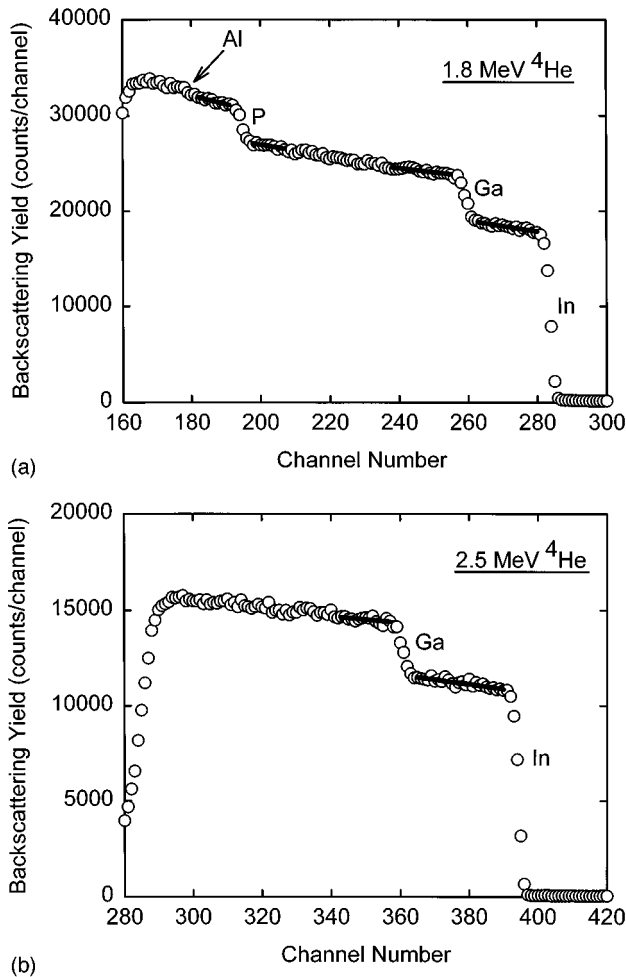 40000
30000
20000
10000
0
Backscattering Yield (counts/channel)
Al
1.8 MeV ⁴He
P
Ga
In
160 180 200 220 240 260 280 300
Channel Number
(a)
20000
15000
10000
5000
0
Backscattering Yield (counts/channel)
2.5 MeV ⁴He
Ga
In
280 300 320 340 360 380 400 420
Channel Number
(b)